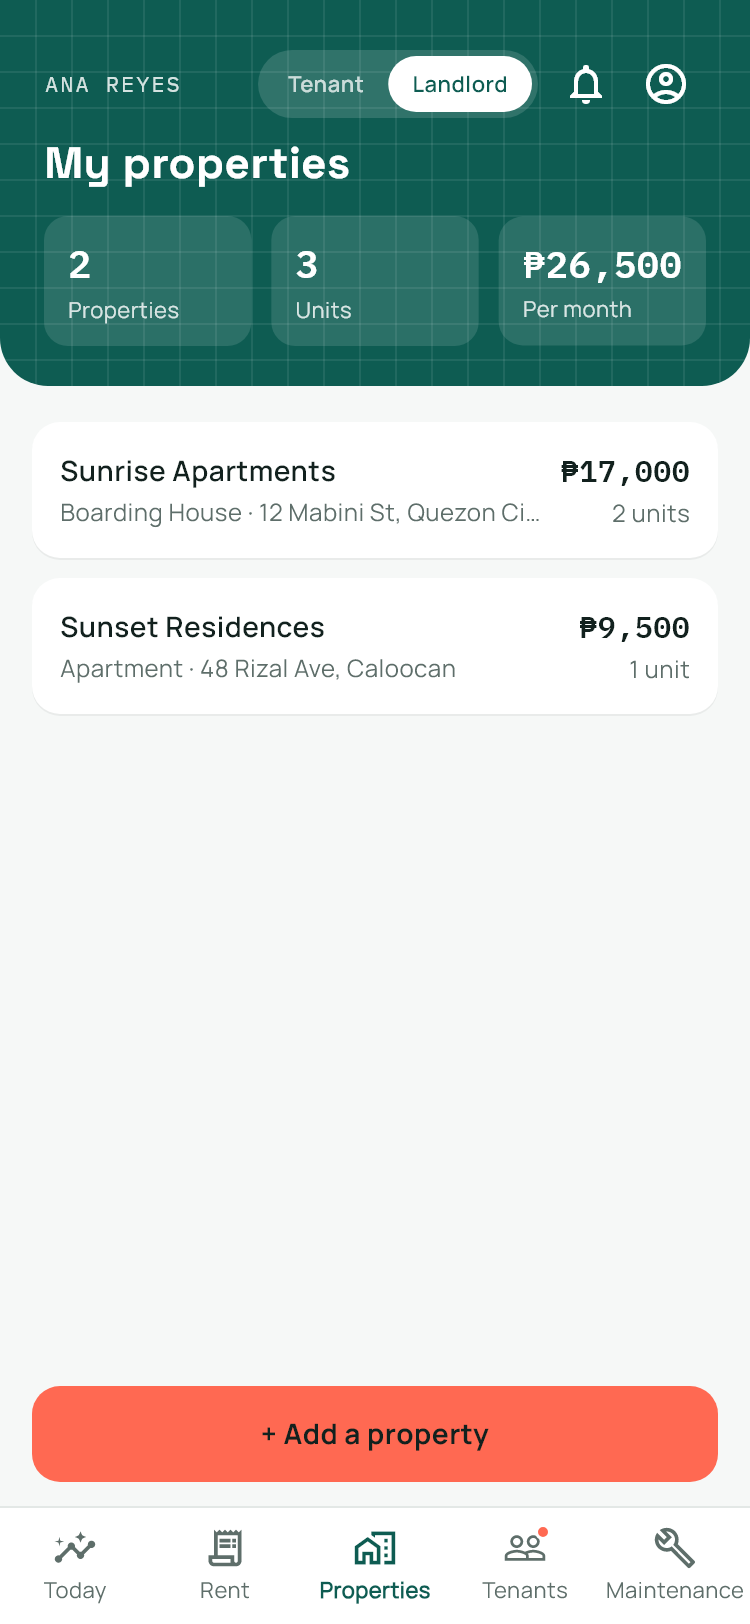 ANA REYES
Tenant
Landlord
My properties
2
Properties
3
Units
₱26,500
Per month
Sunrise Apartments
₱17,000
Boarding House · 12 Mabini St, Quezon Ci...
2 units
Sunset Residences
₱9,500
Apartment · 48 Rizal Ave, Caloocan
1 unit
+ Add a property
Today
Rent
Properties
Tenants
Maintenance